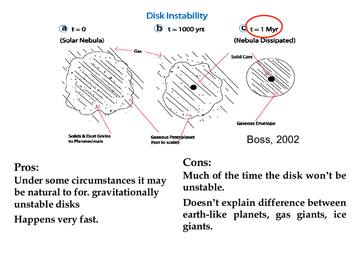 Disk Instability
a t = 0
(Solar Nebula)
b t = 1000 yrs
c t = 1 Myr
(Nebula Dissipated)
Gas
Solid Core
Solids & Dust Grains
to Planetesimals
Gaseous Protoplanet
(Not to scale)
Gaseous Envelope
Boss, 2002
Pros:
Under some circumstances it may
be natural to for. gravitationally
unstable disks
Happens very fast.
Cons:
Much of the time the disk won't be
unstable.
Doesn't explain difference between
earth-like planets, gas giants, ice
giants.